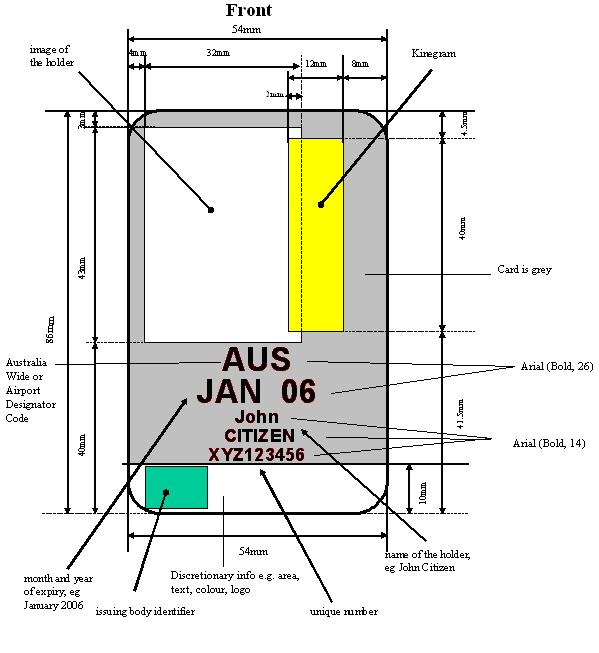 Front
54mm
image of
the holder
4mm
32mm
12mm
8mm
Kinegram
2mm
3mm
4.5mm
43mm
40mm
86mm
Card is grey
Australia
Wide or
Airport
Designator
Code
AUS
Arial (Bold, 26)
JAN 06
John
CITIZEN
Arial (Bold, 14)
XYZ123456
40mm
41.5mm
10mm
54mm
name of the holder,
eg John Citizen
month and year
of expiry, eg
January 2006
Discretionary info e.g. area,
text, colour, logo
issuing body identifier
unique number